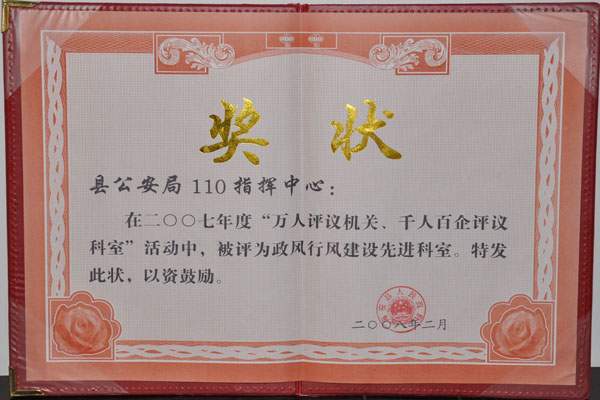 奖状
县公安局110指挥中心：
在二〇〇七年度“万人评议机关、千人百企评议
科室”活动中，被评为政风行风建设先进科室。特发
此状，以资鼓励。
二〇〇八年二月